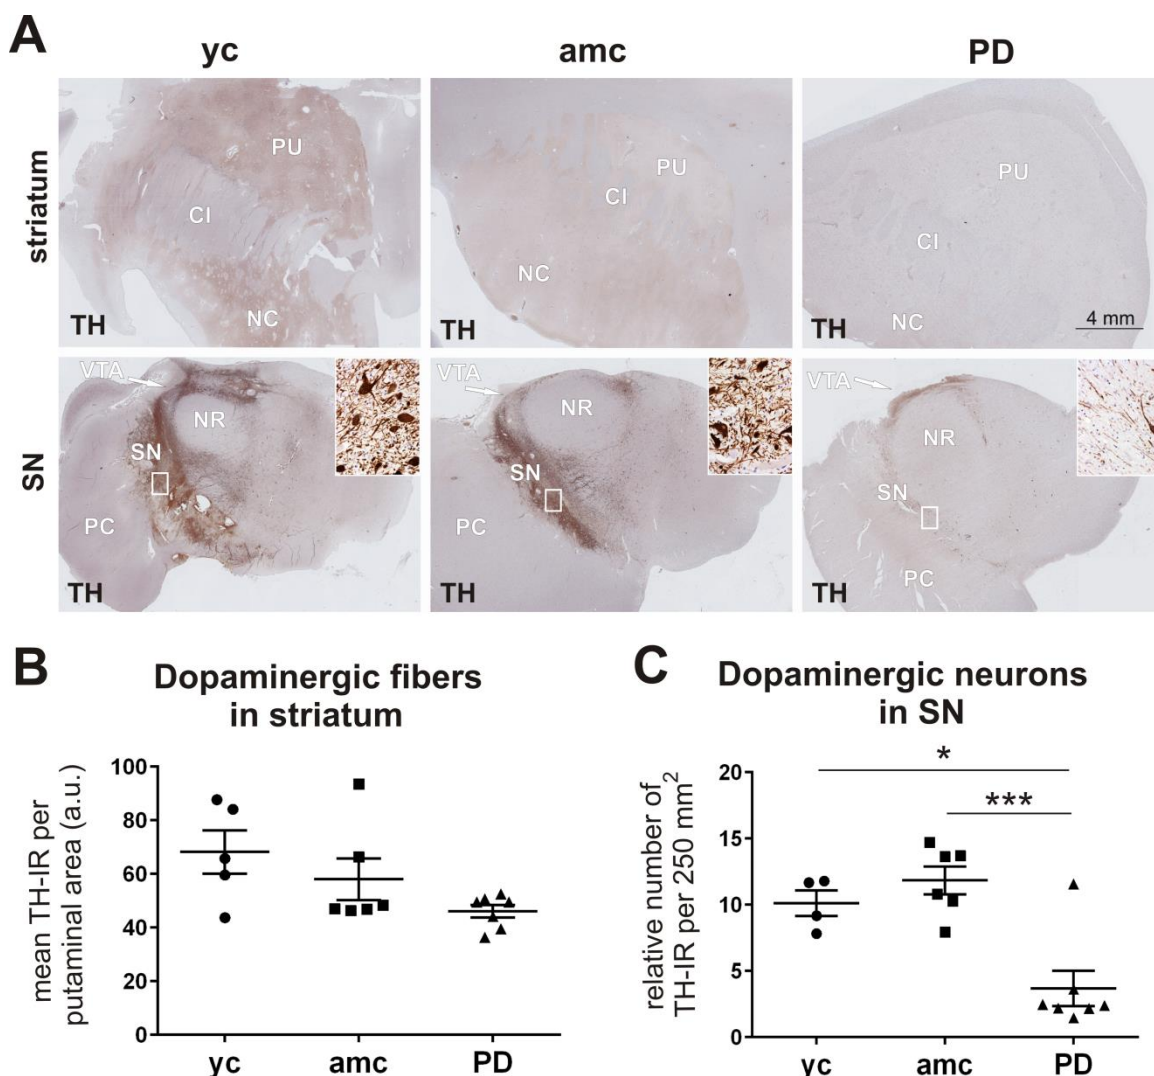 A
yc
amc
PD
striatum
PU
CI
NC
TH
PU
CI
NC
TH
PU
CI
NC
TH
4 mm
SN
VTA
NR
SN
PC
TH
VTA
NR
SN
PC
TH
VTA
NR
SN
PC
TH
B
Dopaminergic fibers
in striatum
mean TH-IR per
putaminal area (a.u.)
100
80
60
40
20
0
yc
amc
PD
C
Dopaminergic neurons
in SN
relative number of
TH-IR per 250 mm²
20
15
10
5
0
*
***
yc
amc
PD